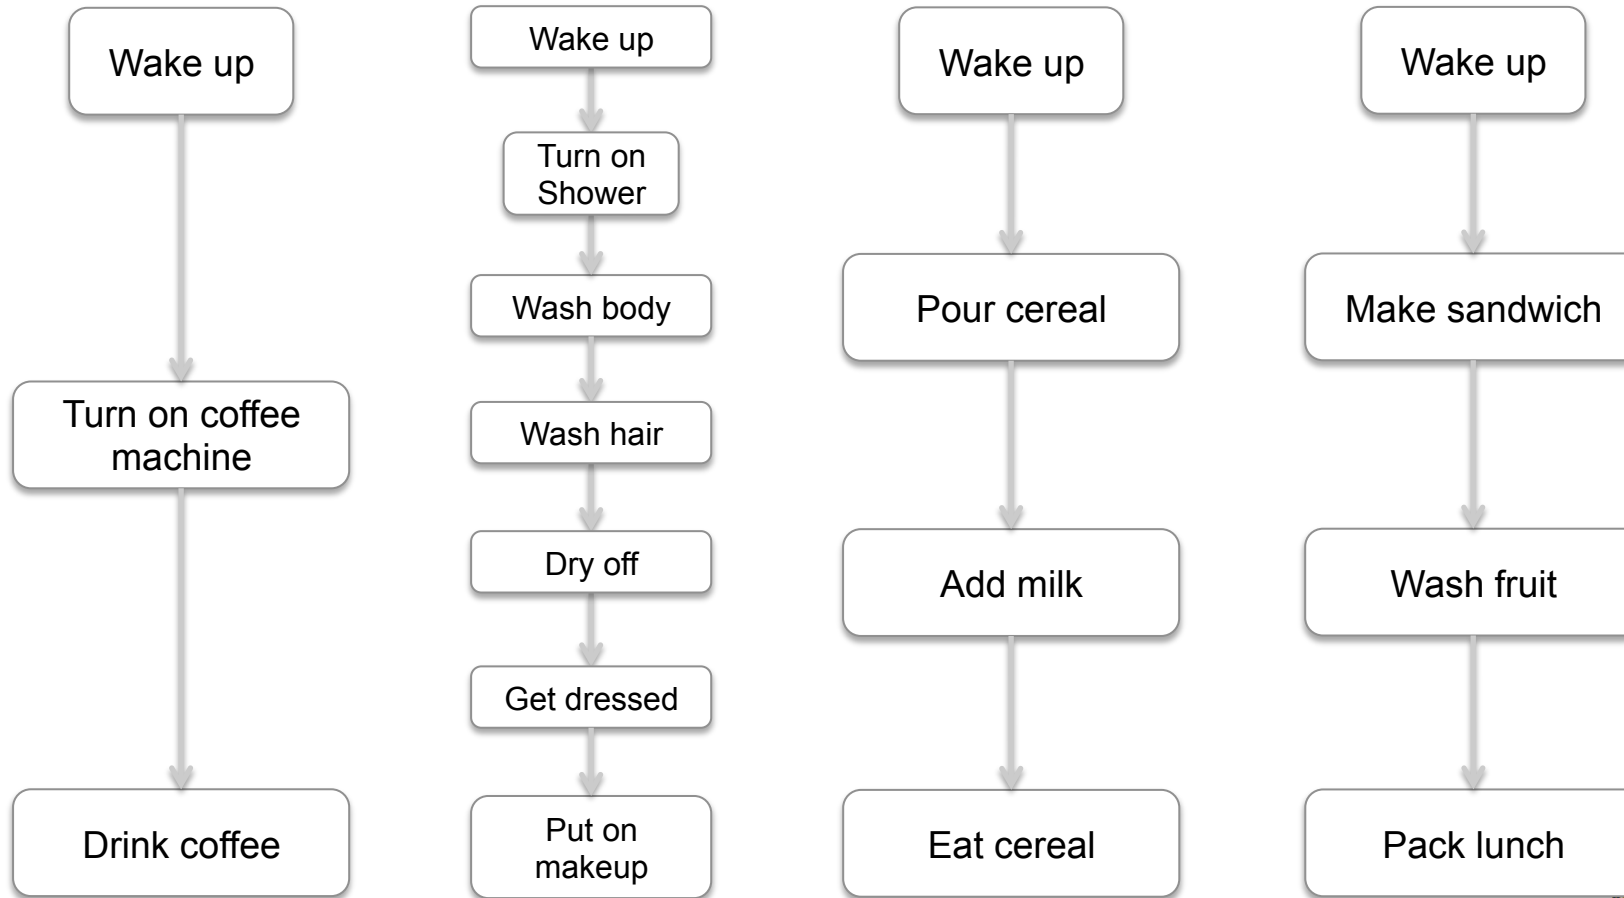 Wake up
Turn on coffee
machine
Drink coffee
Wake up
Turn on
Shower
Wash body
Wash hair
Dry off
Get dressed
Put on
makeup
Wake up
Pour cereal
Add milk
Eat cereal
Wake up
Make sandwich
Wash fruit
Pack lunch